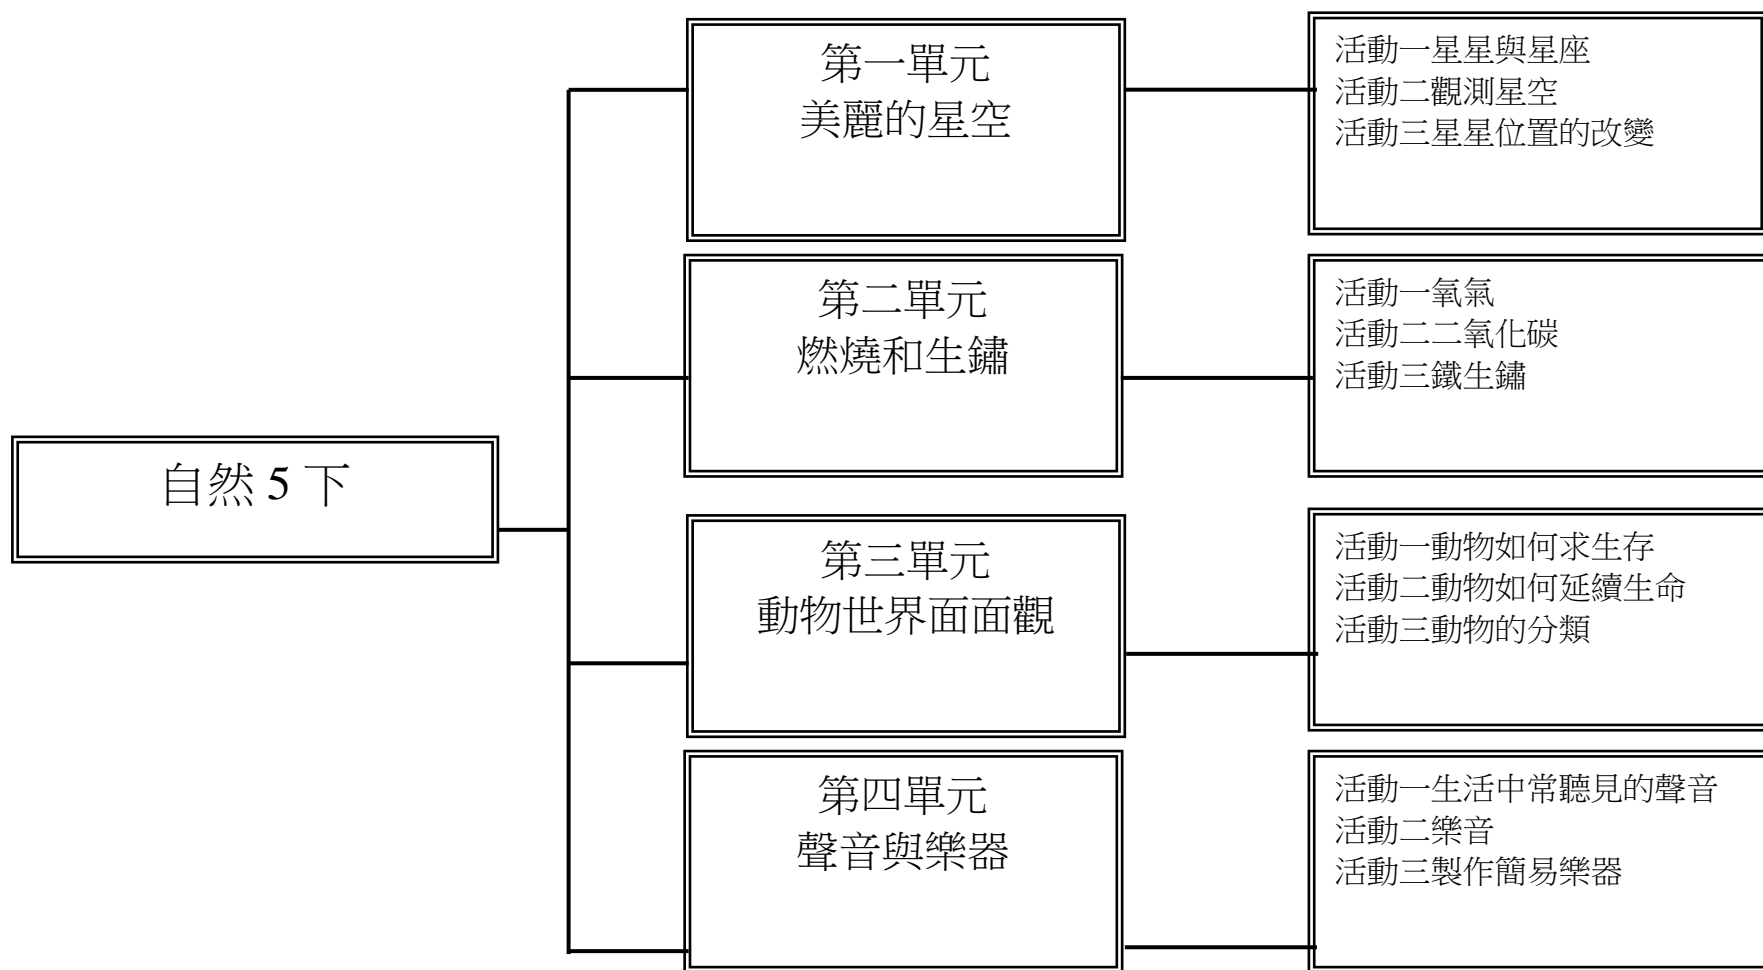 第一單元
美麗的星空
活動一星星與星座
活動二觀測星空
活動三星星位置的改變
第二單元
燃燒和生鏽
活動一氧氣
活動二二氧化碳
活動三鐵生鏽
自然 5 下
第三單元
動物世界面面觀
活動一動物如何求生存
活動二動物如何延續生命
活動三動物的分類
第四單元
聲音與樂器
活動一生活中常聽見的聲音
活動二樂音
活動三製作簡易樂器